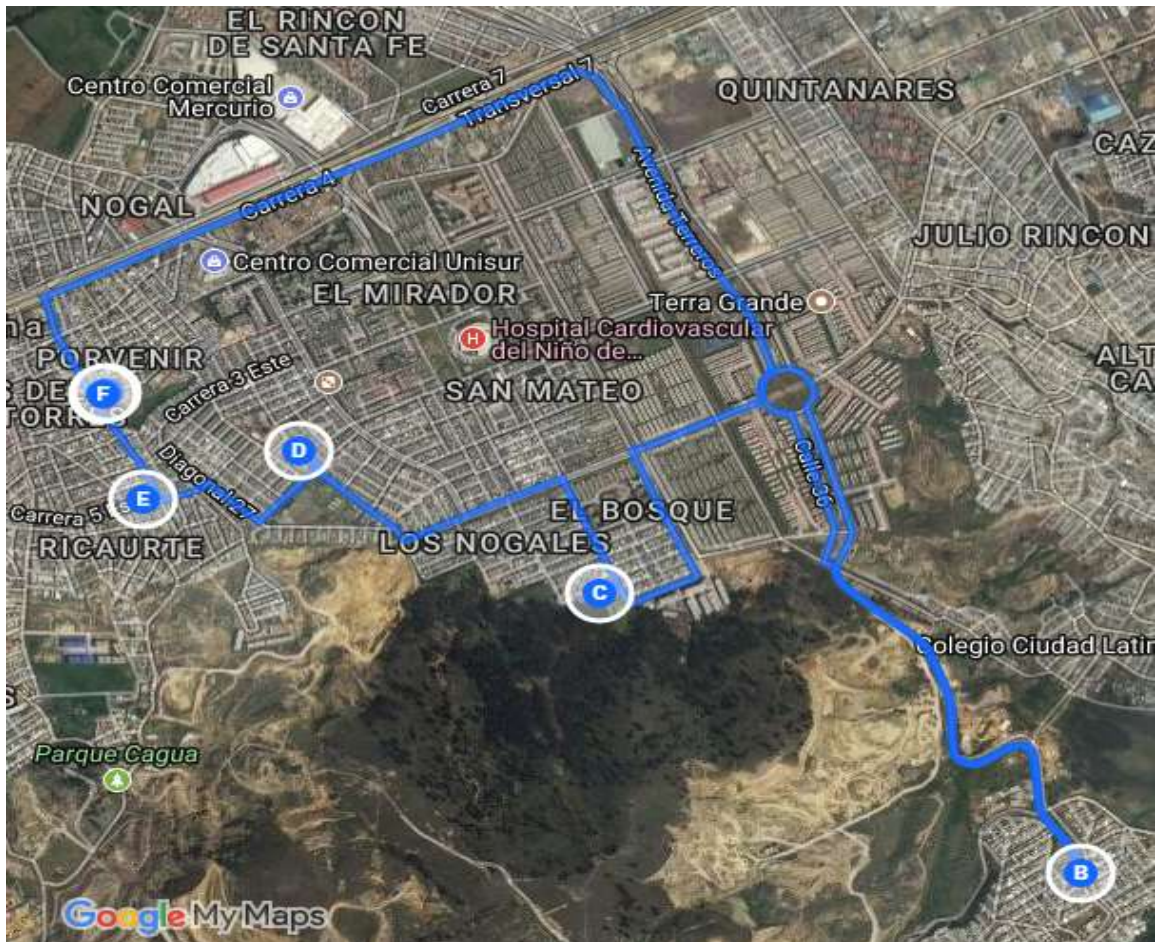 EL RINCON
DE SANTA FE
Centro Comercial
Mercurio
Carrera 7
Transversal 7
QUINTANARES
CAZ
Carrera 4
NOGAL
Avenida Terreros
JULIO RINCON
Centro Comercial Unisur
EL MIRADOR
Terra Grande
na
H
Hospital Cardiovascular
del Niño de...
PORVENIR
S DE
TORRES
Carrera 3 Este
ALT
CA
SAN MATEO
F
D
Diagonal 27
Calle 36
E
Carrera 5 Es
EL BOSQUE
RICAURTE
LOS NOGALES
C
Colegio Ciudad Latin
S
Parque Cagua
B
Google My Maps